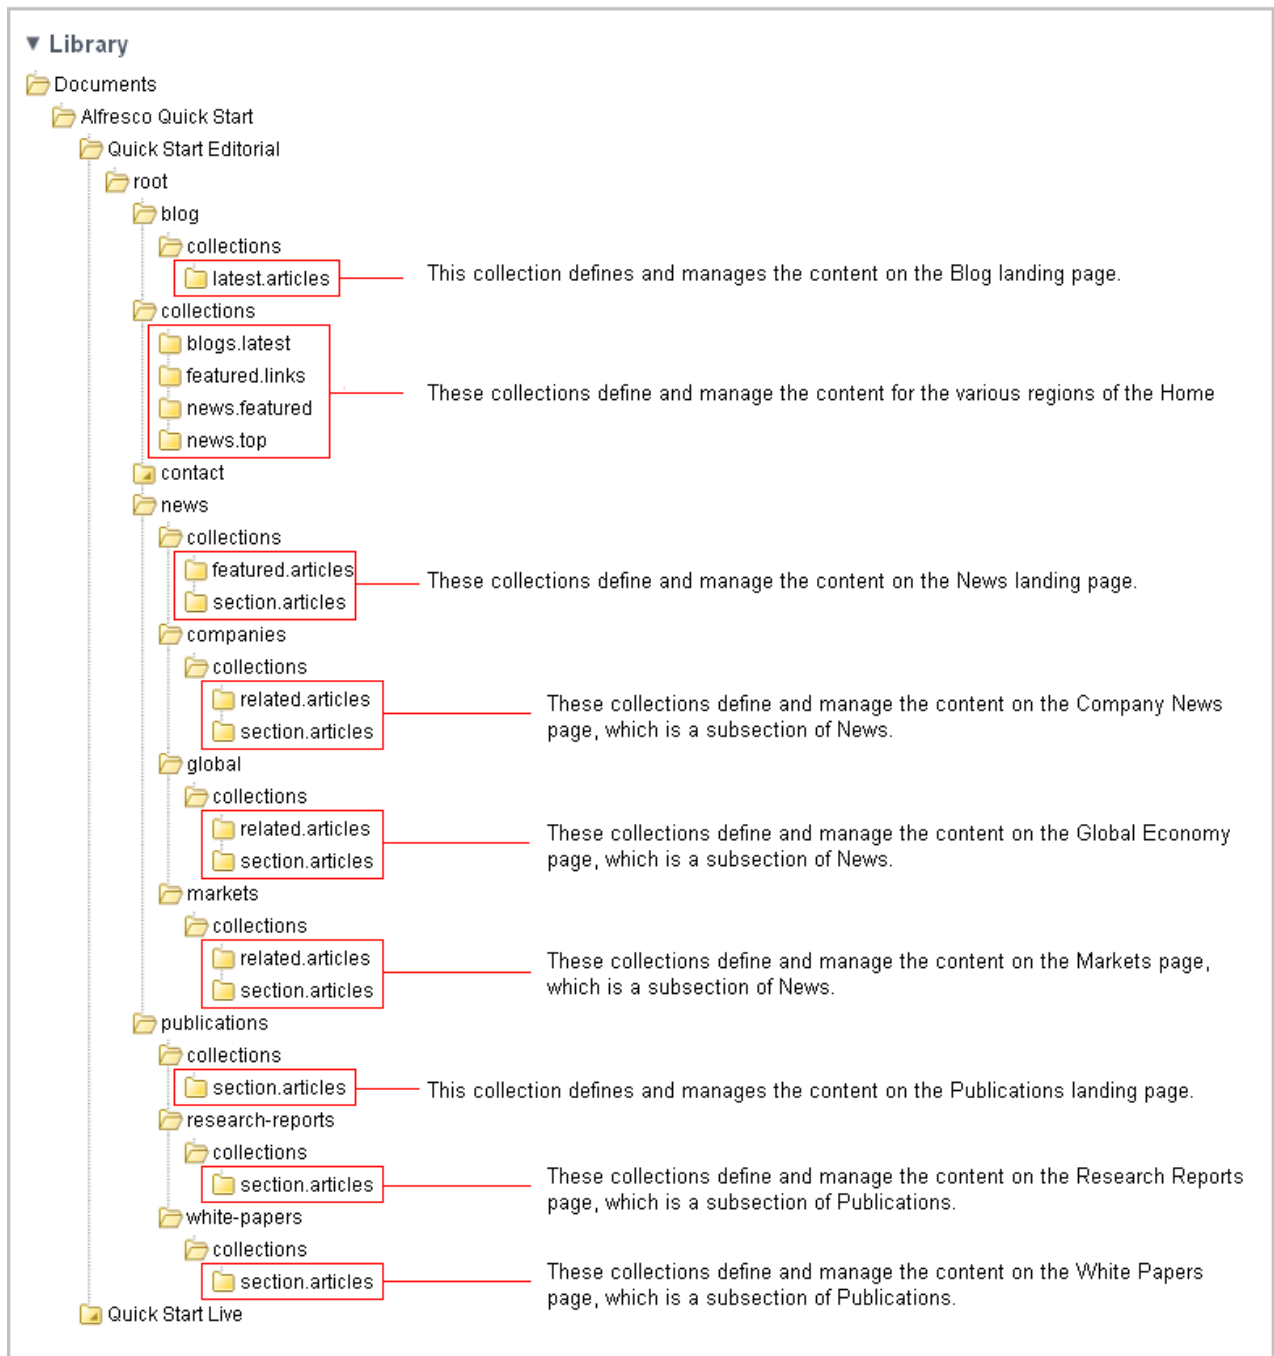 Library
Documents
Alfresco Quick Start
Quick Start Editorial
root
blog
collections
latest.articles
This collection defines and manages the content on the Blog landing page.
collections
blogs.latest
featured.links
These collections define and manage the content for the various regions of the Home
news.featured
news.top
contact
news
collections
featured.articles
These collections define and manage the content on the News landing page.
section.articles
companies
collections
related.articles
These collections define and manage the content on the Company News
page, which is a subsection of News.
section.articles
global
collections
related.articles
These collections define and manage the content on the Global Economy
page, which is a subsection of News.
section.articles
markets
collections
related.articles
These collections define and manage the content on the Markets page,
which is a subsection of News.
section.articles
publications
collections
section.articles
This collection defines and manages the content on the Publications landing page.
research-reports
collections
section.articles
These collections define and manage the content on the Research Reports
page, which is a subsection of Publications.
white-papers
collections
section.articles
These collections define and manage the content on the White Papers
page, which is a subsection of Publications.
Quick Start Live